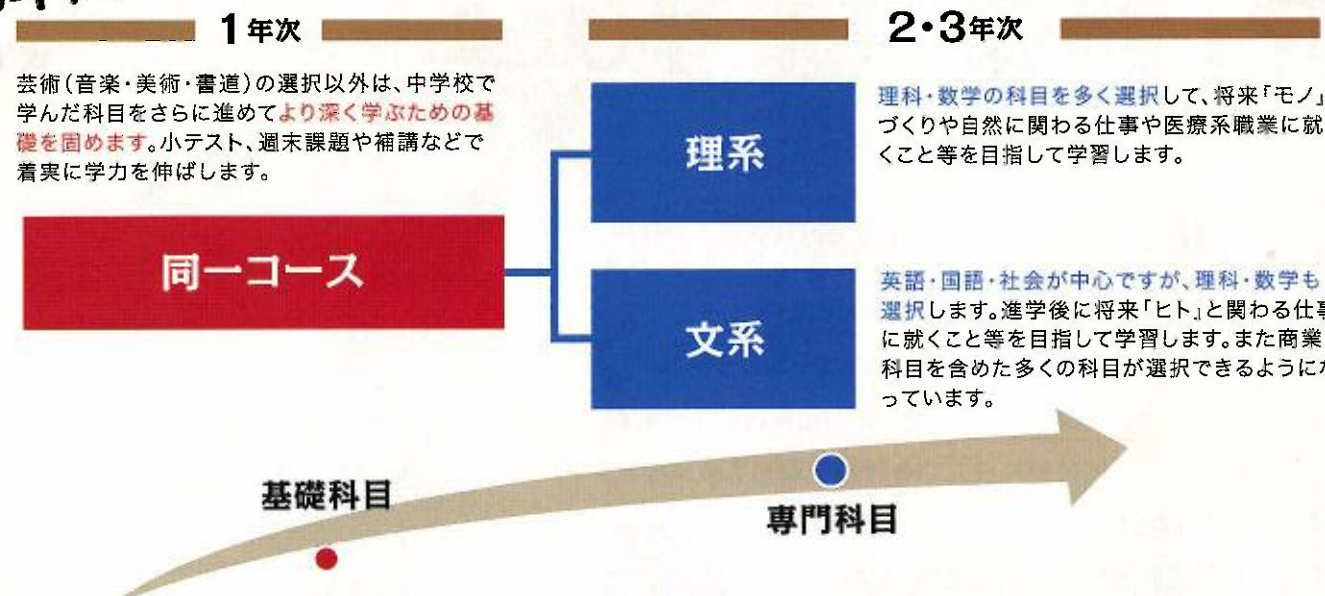 1年次
芸術(音楽・美術・書道)の選択以外は、中学校で
学んだ科目をさらに進めてより深く学ぶための基
礎を固めます。小テスト、週末課題や補講などで
着実に学力を伸ばします。
同一コース
2・3年次
理系
理科・数学の科目を多く選択して、将来「モノ」
づくりや自然に関わる仕事や医療系職業に就
くこと等を目指して学習します。
文系
英語・国語・社会が中心ですが、理科・数学も
選択します。進学後に将来「ヒト」と関わる仕事
に就くこと等を目指して学習します。また商業
科目を含めた多くの科目が選択できるようにな
っています。
基礎科目
専門科目